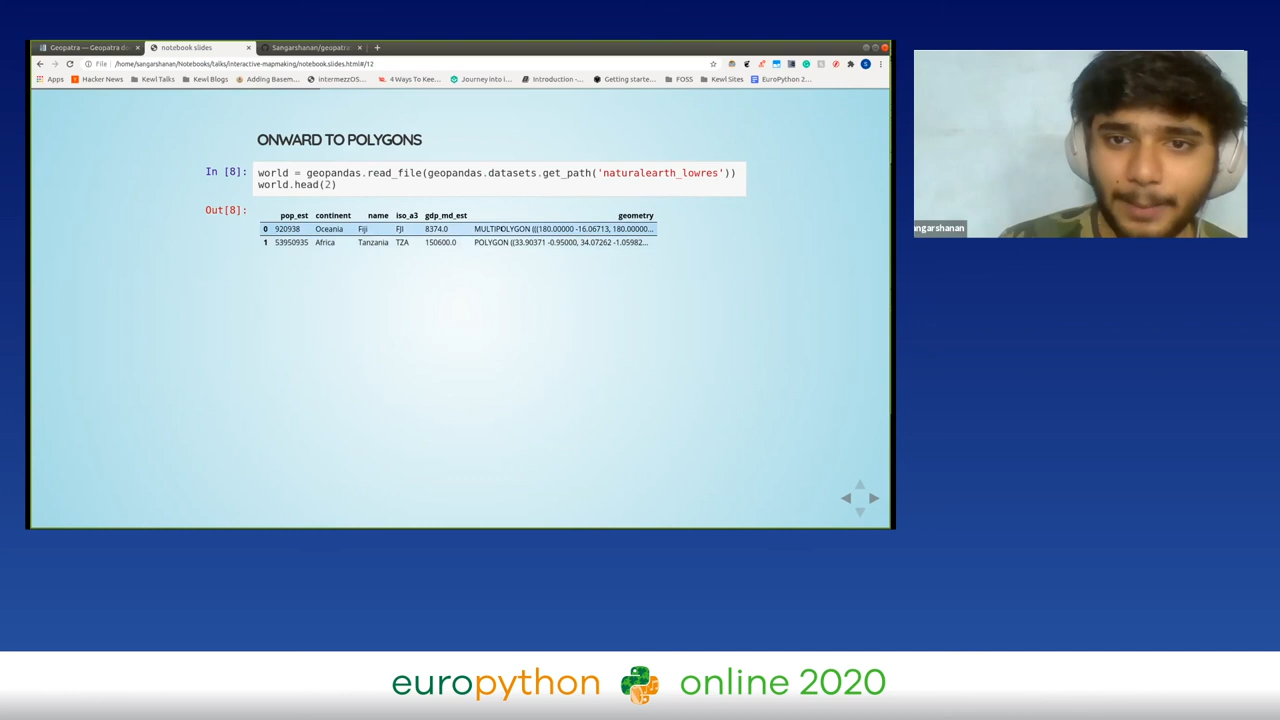 Geopatra — Geopatra do
notebook slides
Sangarshanan/geopatra
File
/home/sangarshanan/Notebooks/talks/interactive-mapmaking/notebook.slides.html#/12
Apps
Hacker News
Kewl Talks
Kewl Blogs
Adding Basem...
intermezzOS...
4 Ways To Kee...
Journey into i...
Introduction -...
Getting starte...
FOSS
Kewl Sites
EuroPython 2...
ONWARD TO POLYGONS
In [8]:
world = geopandas.read_file(geopandas.datasets.get_path('naturalearth_lowres'))
world.head(2)
Out[8]:
pop_est continent name iso_a3 gdp_md_est geometry
0 920938 Oceania Fiji FJI 8374.0 MULTIPOLYGON (((180.00000 -16.06713, 180.00000...
1 53950935 Africa Tanzania TZA 150600.0 POLYGON ((33.90371 -0.95000, 34.07262 -1.05982...
angarshanan
europython online 2020